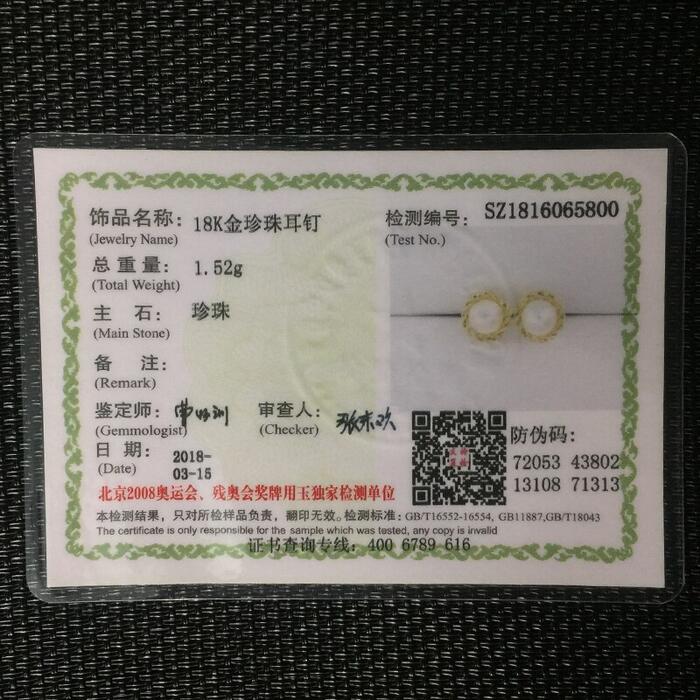 饰品名称: 18K金珍珠耳钉
(Jewelry Name)
检测编号: SZ1816065800
(Test No.)
总重量: 1.52g
(Total Weight)
主 石: 珍珠
(Main Stone)
备 注:
(Remark)
鉴定师:
(Gemmologist)
审查人:
(Checker)
日 期: 2018-
(Date) 03-15
防伪码:
72053 43802
13108 71313
北京2008奥运会、残奥会奖牌用玉独家检测单位
本检测结果，只对所检样品负责，翻印无效。检测标准: GB/T16552-16554, GB11887,GB/T18043
The certificate is only responsible for the sample which was tested, any copy is invalid
证书查询专线: 400 6789 616